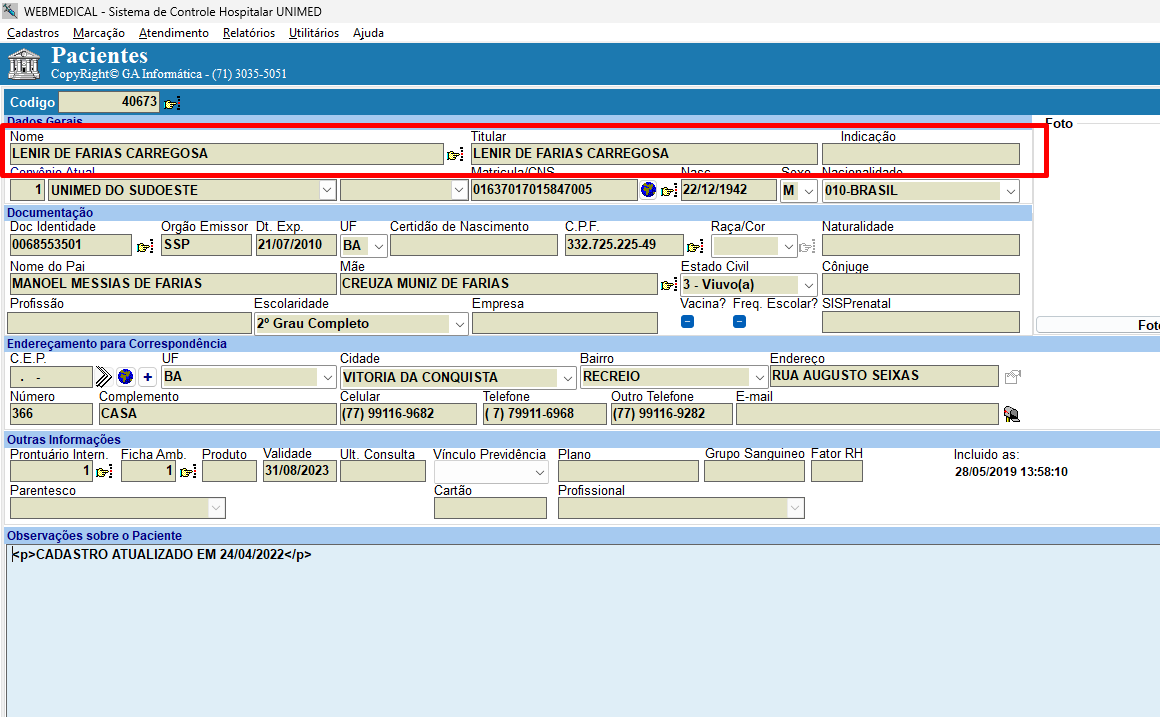 WEBMEDICAL - Sistema de Controle Hospitalar UNIMED
Cadastros Marcação Atendimento Relatórios Utilitários Ajuda
Pacientes
CopyRight© GA Informática - (71) 3035-5051
Codigo 40673
Dados Gerais Foto
Nome Titular Indicação
LENIR DE FARIAS CARREGOSA LENIR DE FARIAS CARREGOSA
Convênio Atual Matricula/CNS Nasc Sexo Nacionalidade
1 UNIMED DO SUDOESTE 01637017015847005 22/12/1942 M 010-BRASIL
Documentação
Doc Identidade Orgão Emissor Dt. Exp. UF Certidão de Nascimento C.P.F. Raça/Cor Naturalidade
0068553501 SSP 21/07/2010 BA 332.725.225-49
Nome do Pai Mãe Estado Civil Cônjuge
MANOEL MESSIAS DE FARIAS CREUZA MUNIZ DE FARIAS 3 - Viuvo(a)
Profissão Escolaridade Empresa Vacina? Freq. Escolar? SISPrenatal
2º Grau Completo Foto
Endereçamento para Correspondência
C.E.P. UF Cidade Bairro Endereço
. - BA VITORIA DA CONQUISTA RECREIO RUA AUGUSTO SEIXAS
Número Complemento Celular Telefone Outro Telefone E-mail
366 CASA (77) 99116-9682 ( 7) 79911-6968 (77) 99116-9282
Outras Informações
Prontuário Intern. Ficha Amb. Produto Validade Ult. Consulta Vínculo Previdência Plano Grupo Sanguineo Fator RH Incluido as:
1 1 31/08/2023 28/05/2019 13:58:10
Parentesco Cartão Profissional
Observações sobre o Paciente
<p>CADASTRO ATUALIZADO EM 24/04/2022</p>